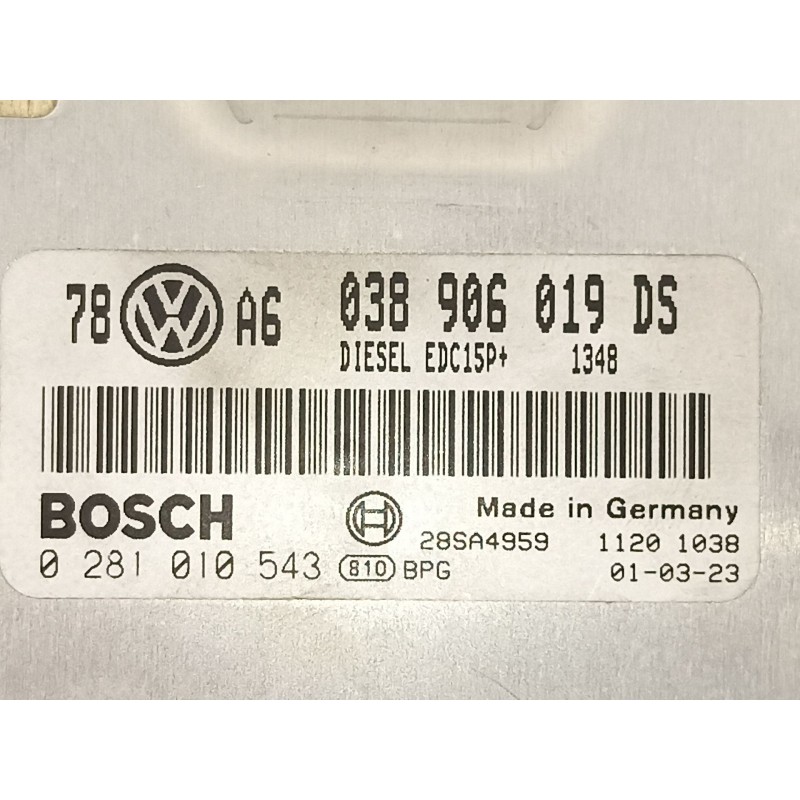 78 VW A6 038 906 019 DS
DIESEL EDC15P+ 1348
BOSCH
Made in Germany
28SA4959 1120 1038
0 281 010 543 810 BPG 01-03-23